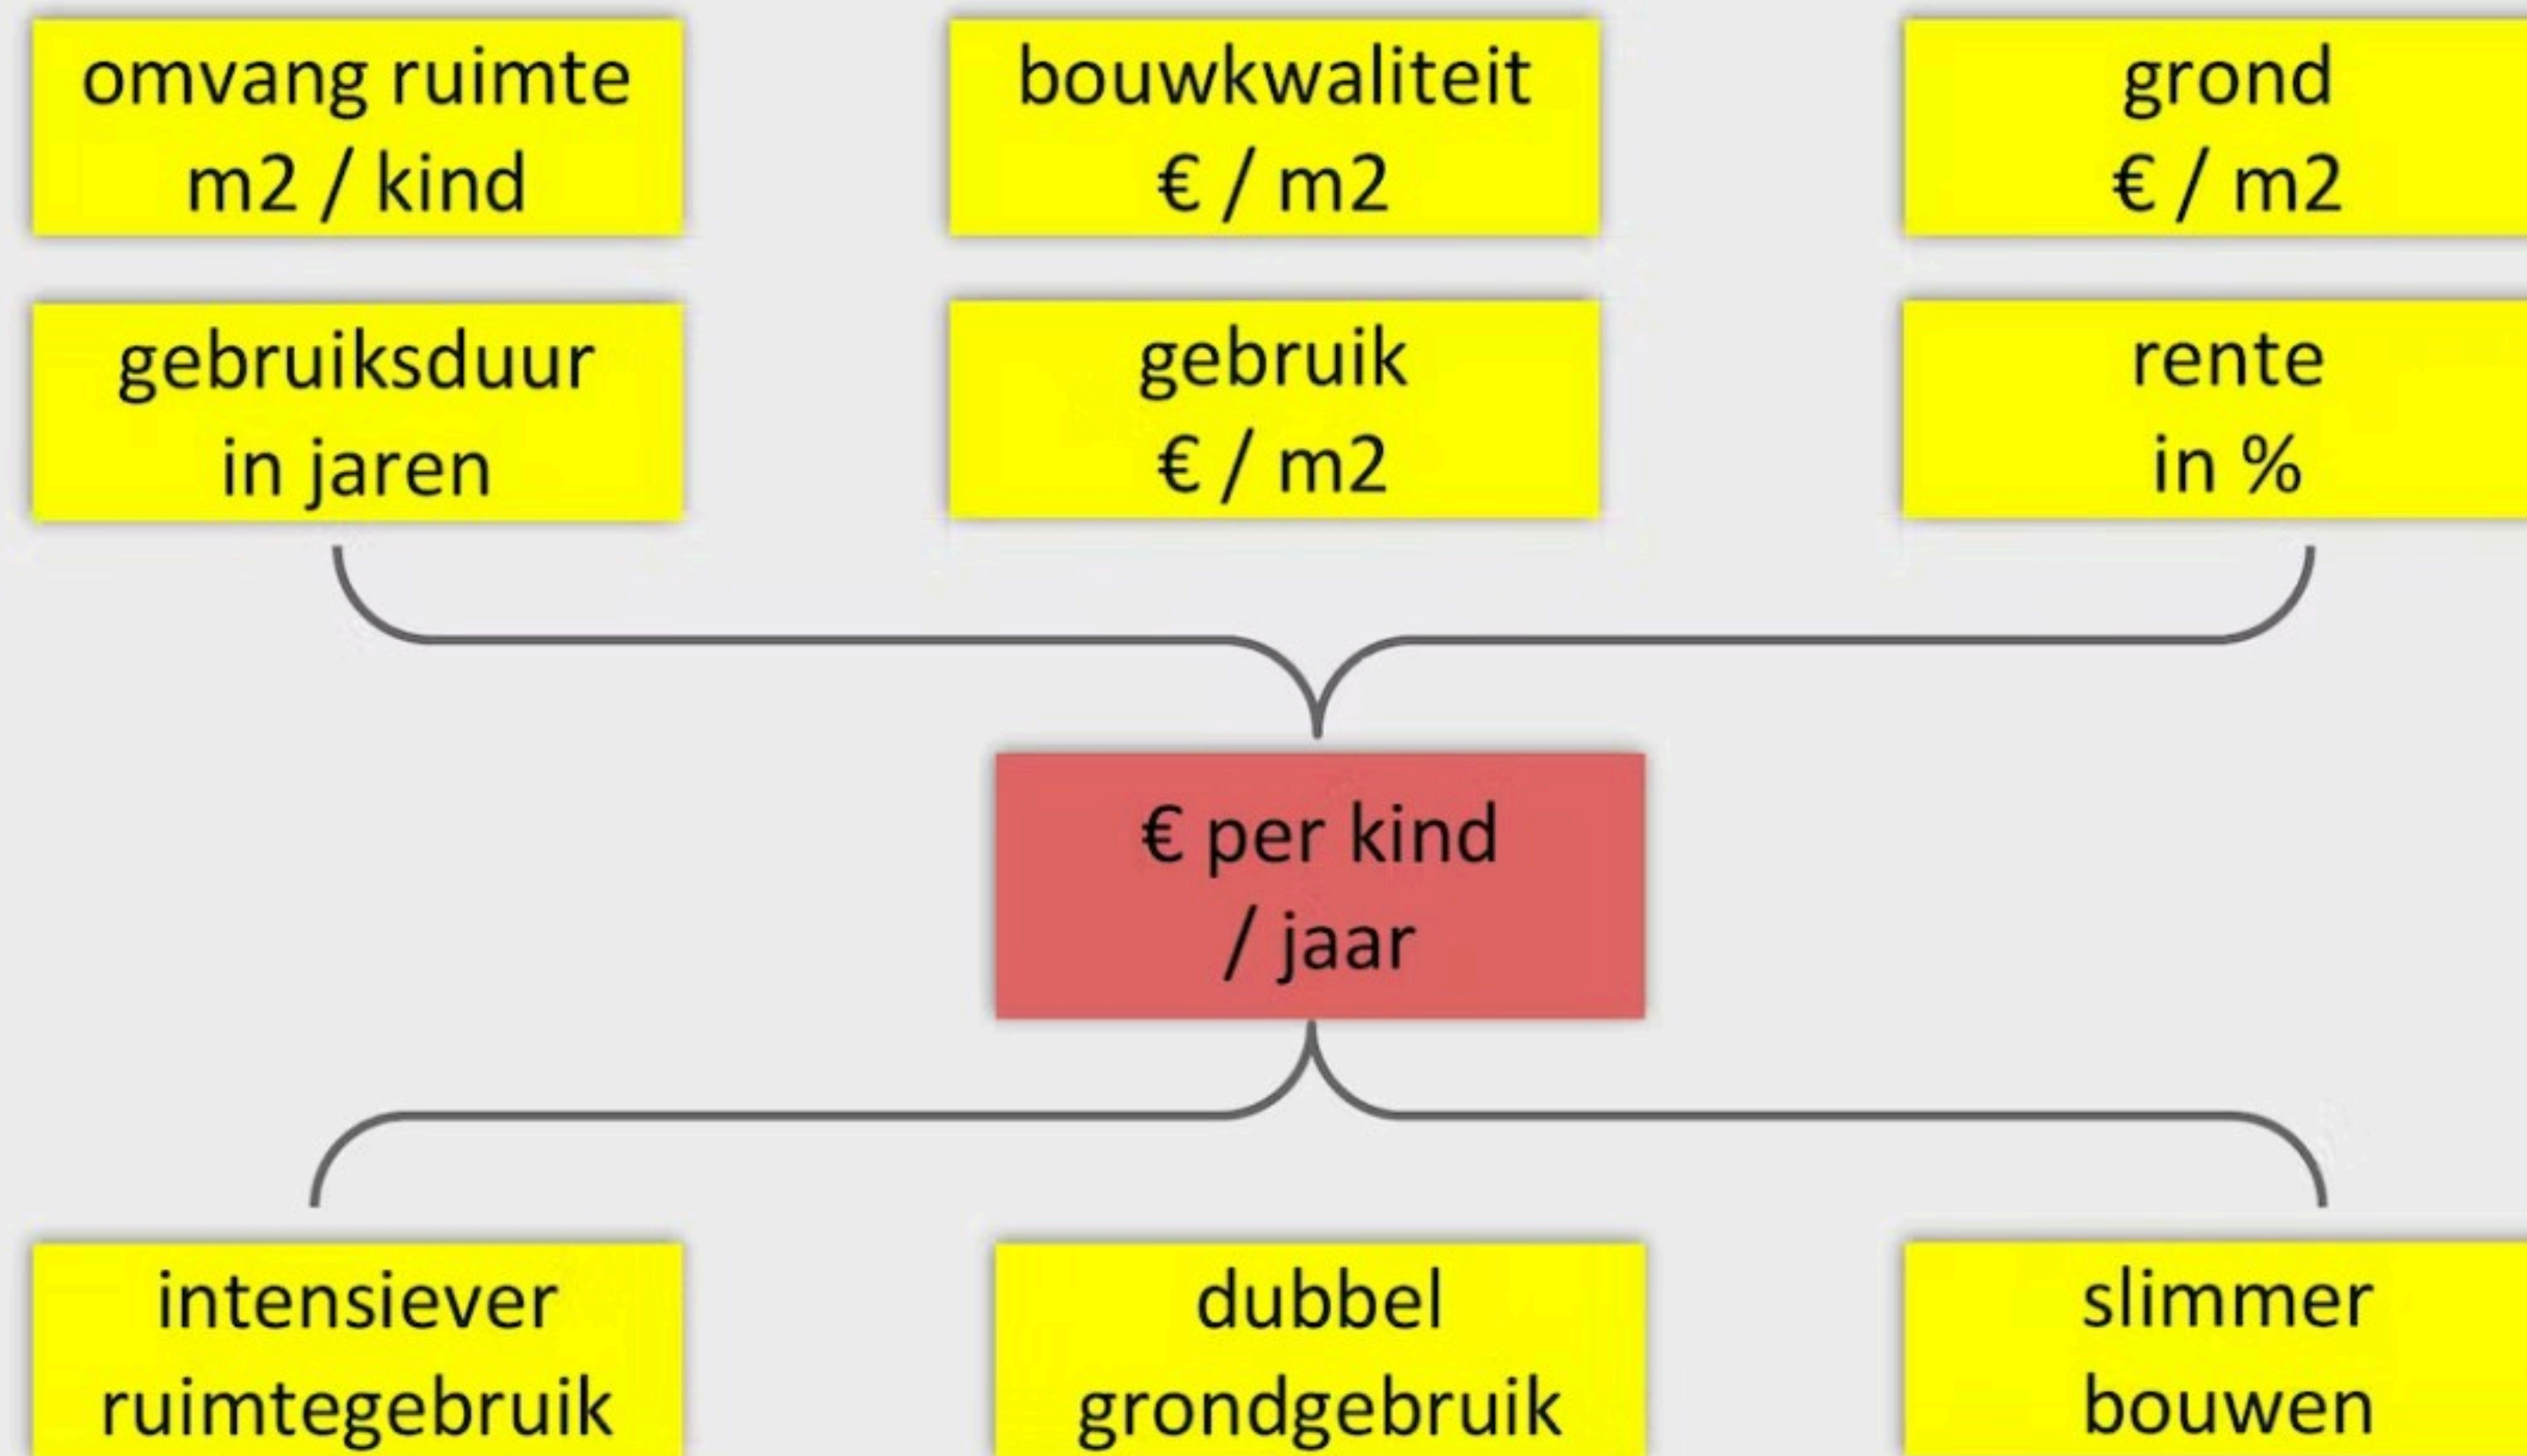 omvang ruimte
m2 / kind
bouwkwaliteit
€ / m2
grond
€ / m2
gebruiksduur
in jaren
gebruik
€ / m2
rente
in %
€ per kind
/ jaar
intensiever
ruimtegebruik
dubbel
grondgebruik
slimmer
bouwen